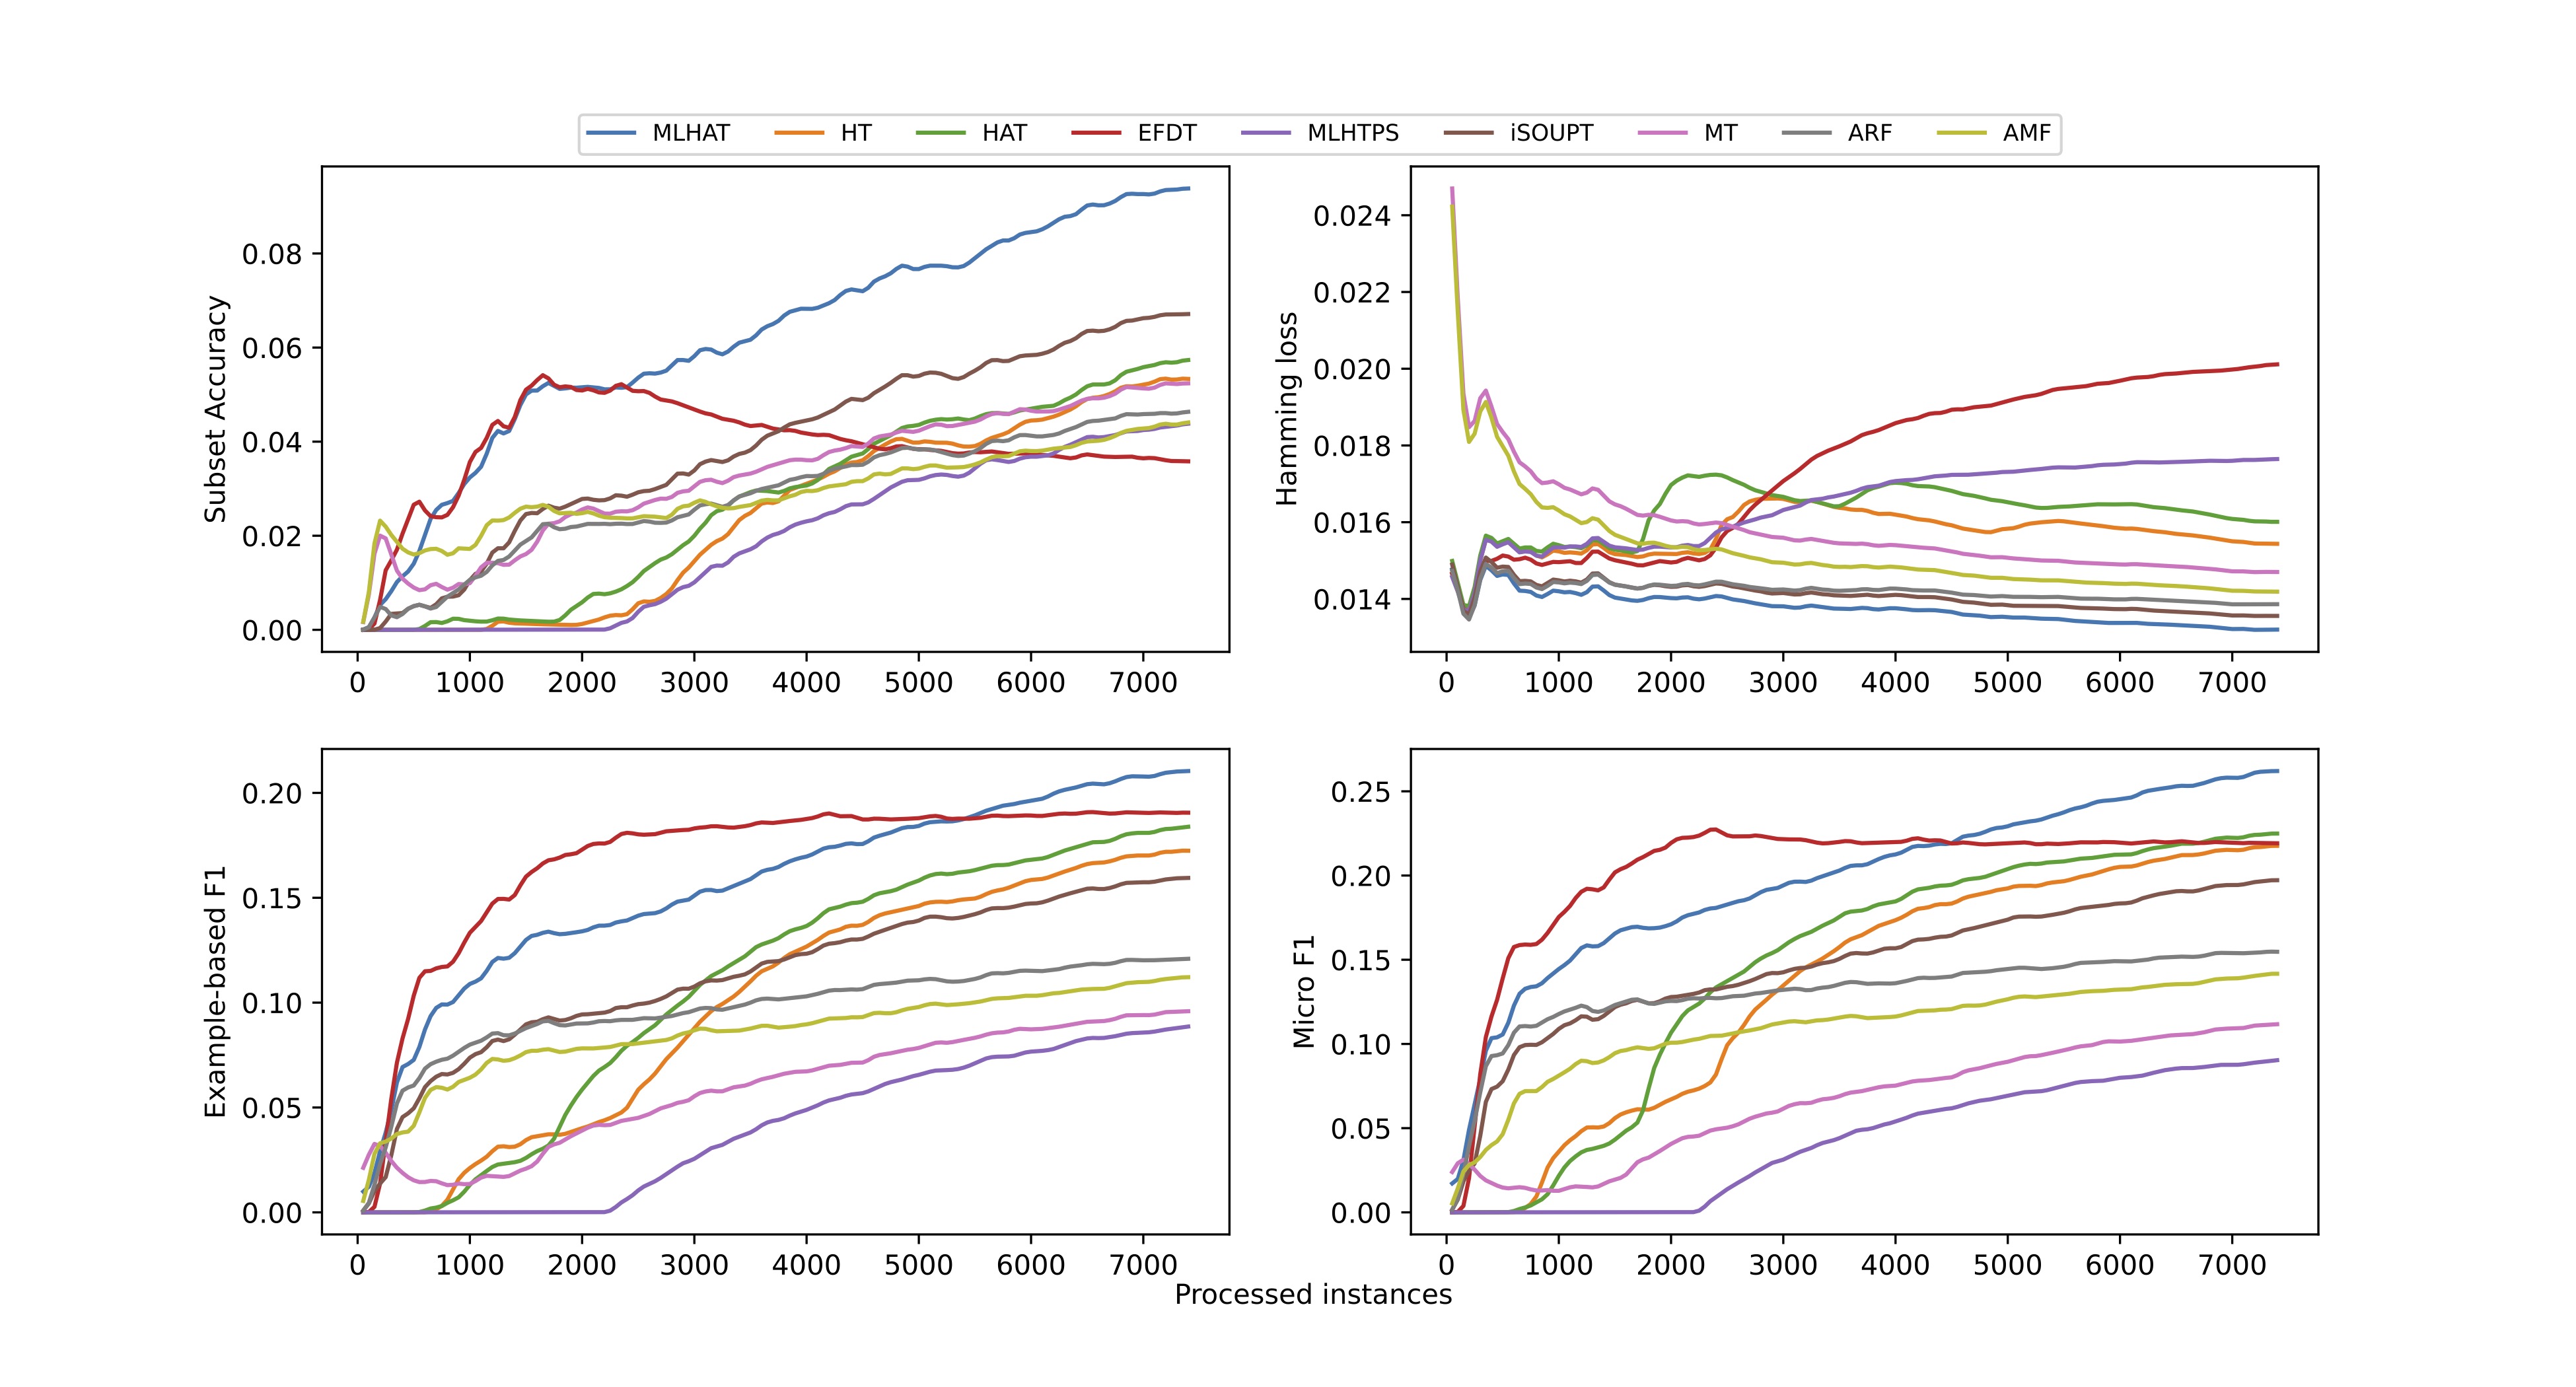 MLHAT HT HAT EFDT MLHTPS iSOUPT MT ARF AMF
Subset Accuracy
0.08
0.06
0.04
0.02
0.00
0 1000 2000 3000 4000 5000 6000 7000
Hamming loss
0.024
0.022
0.020
0.018
0.016
0.014
0 1000 2000 3000 4000 5000 6000 7000
Example-based F1
0.20
0.15
0.10
0.05
0.00
0 1000 2000 3000 4000 5000 6000 7000
Micro F1
0.25
0.20
0.15
0.10
0.05
0.00
0 1000 2000 3000 4000 5000 6000 7000
Processed instances